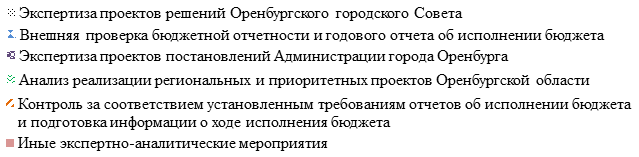 Экспертиза проектов решений Оренбургского городского Совета
Внешняя проверка бюджетной отчетности и годового отчета об исполнении бюджета
Экспертиза проектов постановлений Администрации города Оренбурга
Анализ реализации региональных и приоритетных проектов Оренбургской области
Контроль за соответствием установленным требованиям отчетов об исполнении бюджета
и подготовка информации о ходе исполнения бюджета
Иные экспертно-аналитические мероприятия